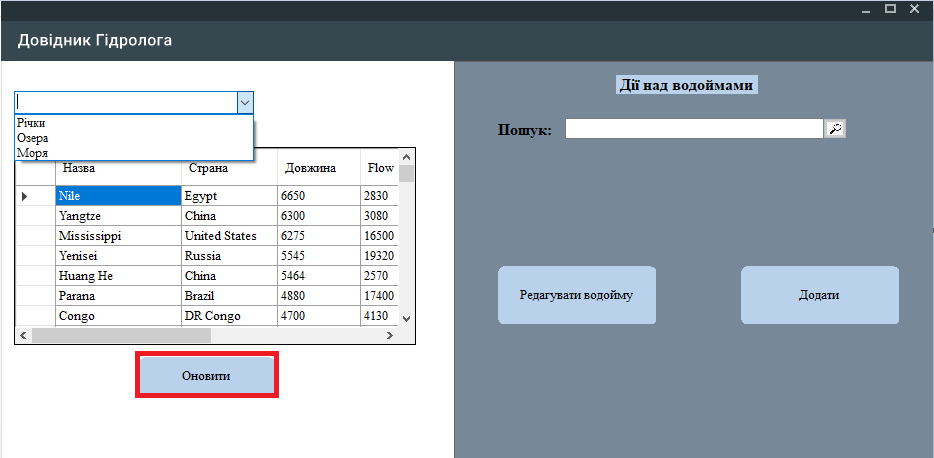 Довідник Гідролога
Річки
Озера
Моря
Назва Страна Довжина Flow
Nile Egypt 6650 2830
Yangtze China 6300 3080
Mississippi United States 6275 16500
Yenisei Russia 5545 19320
Huang He China 5464 2570
Parana Brazil 4880 17400
Congo DR Congo 4700 4130
Оновити
Дії над водоймами
Пошук:
Редагувати водойму
Додати